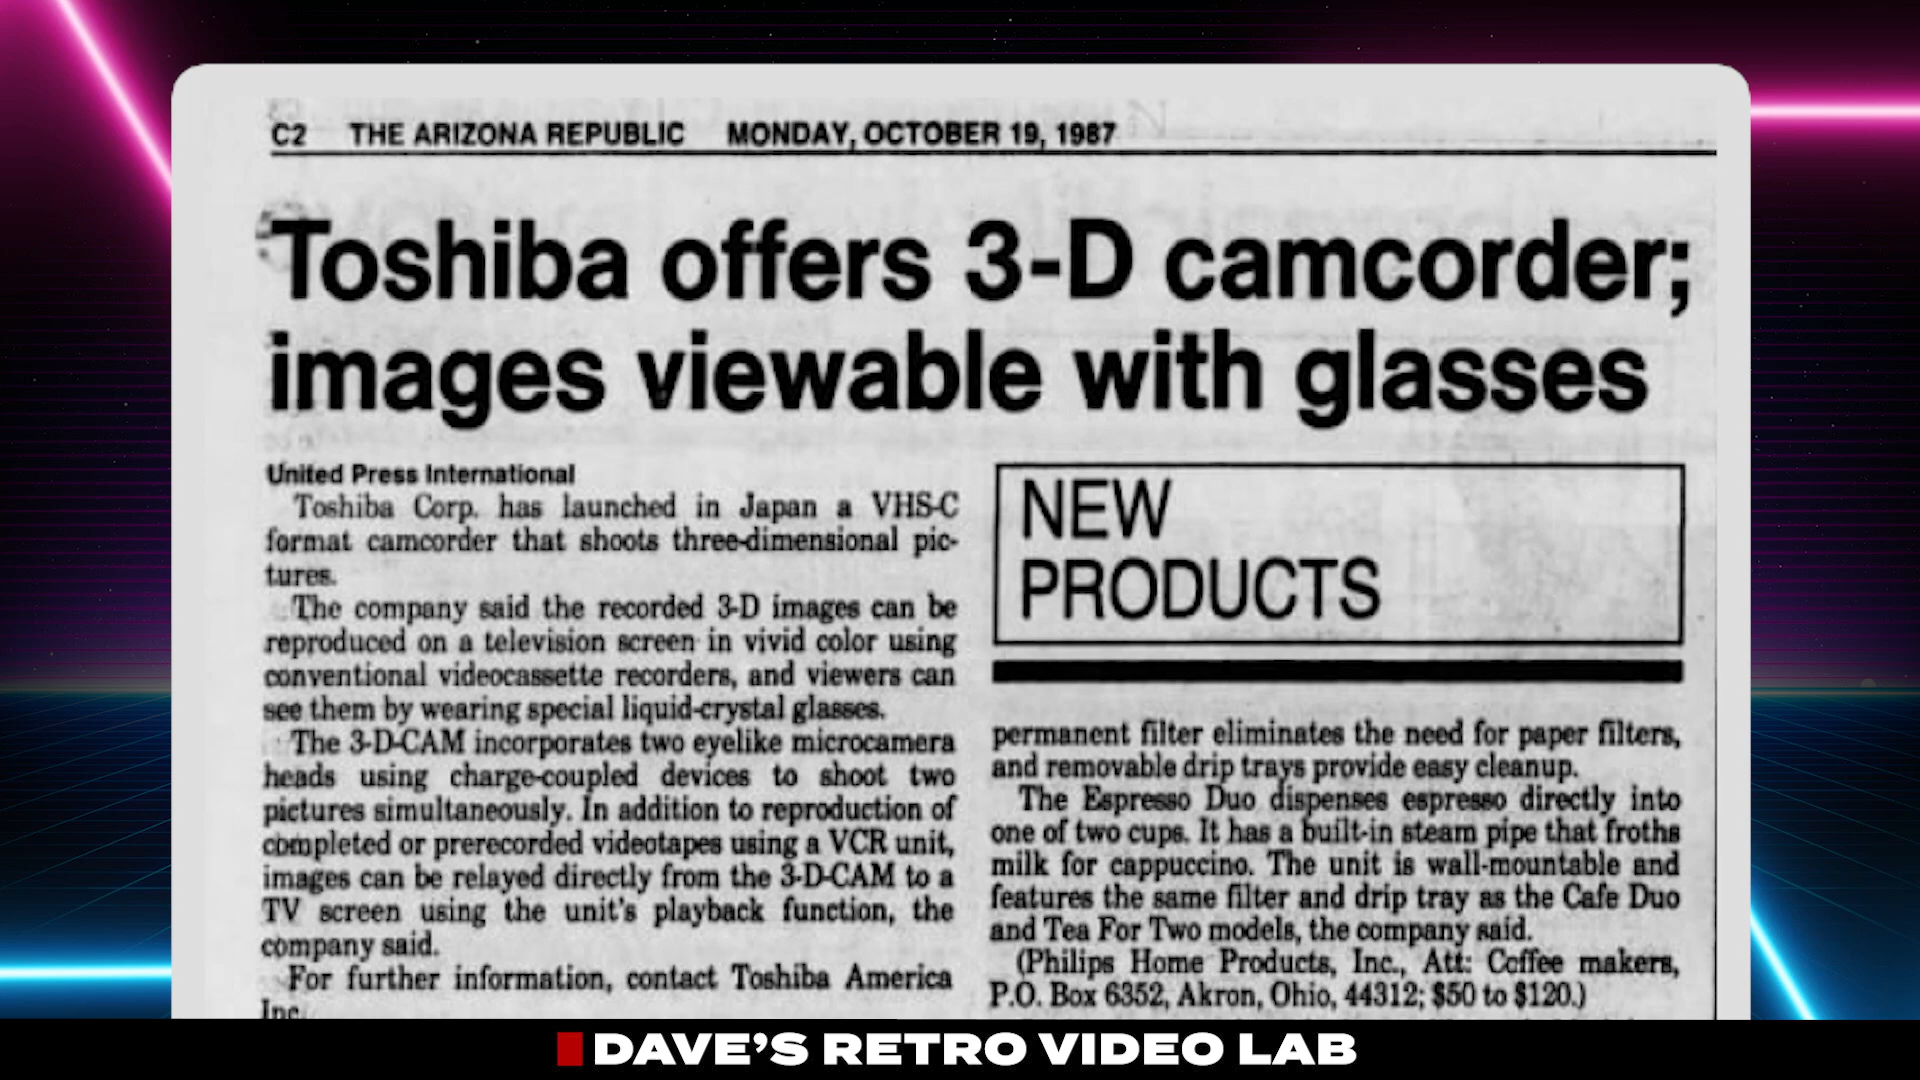 C2 THE ARIZONA REPUBLIC MONDAY, OCTOBER 19, 1987
Toshiba offers 3-D camcorder;
images viewable with glasses
United Press International
Toshiba Corp. has launched in Japan a VHS-C
format camcorder that shoots three-dimensional pic-
tures.
The company said the recorded 3-D images can be
reproduced on a television screen in vivid color using
conventional videocassette recorders, and viewers can
see them by wearing special liquid-crystal glasses.
The 3-D-CAM incorporates two eyelike microcamera
heads using charge-coupled devices to shoot two
pictures simultaneously. In addition to reproduction of
completed or prerecorded videotapes using a VCR unit,
images can be relayed directly from the 3-D-CAM to a
TV screen using the unit's playback function, the
company said.
For further information, contact Toshiba America
Inc.
NEW
PRODUCTS
permanent filter eliminates the need for paper filters,
and removable drip trays provide easy cleanup.
The Espresso Duo dispenses espresso directly into
one of two cups. It has a built-in steam pipe that froths
milk for cappuccino. The unit is wall-mountable and
features the same filter and drip tray as the Cafe Duo
and Tea For Two models, the company said.
(Philips Home Products, Inc., Att: Coffee makers,
P.O. Box 6352, Akron, Ohio, 44312; $50 to $120.)
DAVE'S RETRO VIDEO LAB